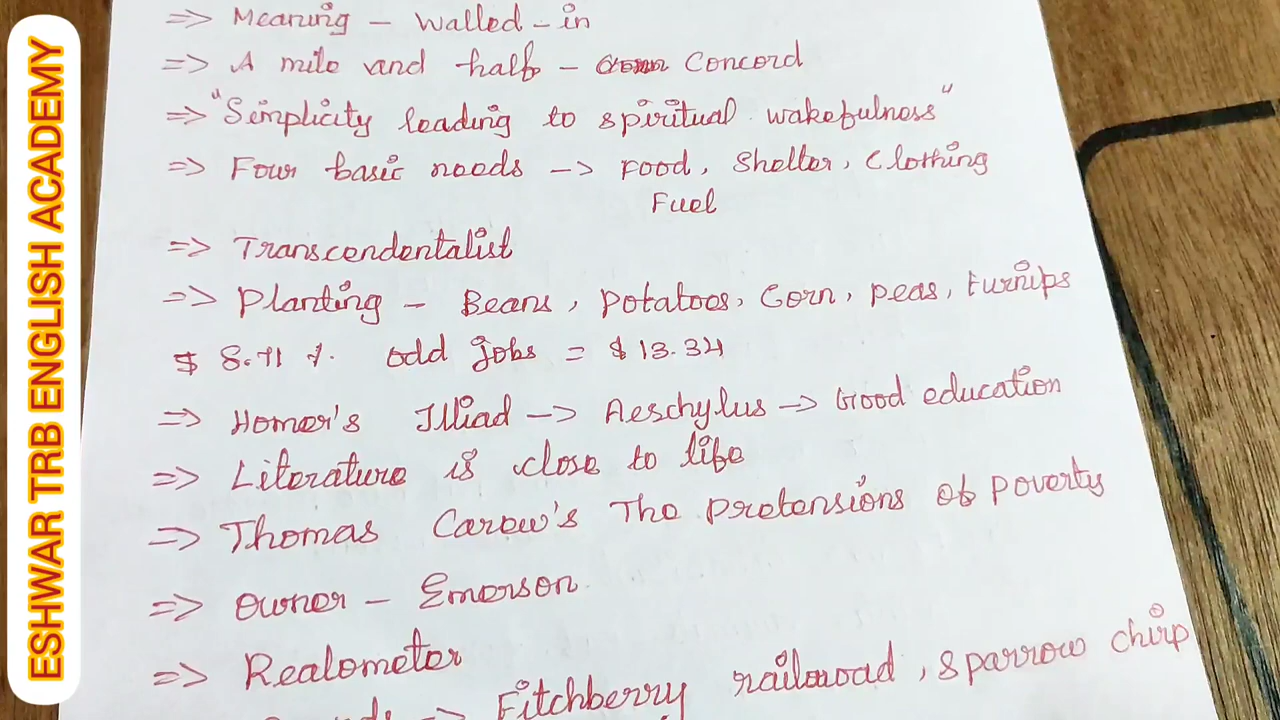 ESHWAR TRB ENGLISH ACADEMY
=> Meaning - Walled-in
=> A mile and half - Concord
=> "Simplicity leading to spiritual wakefulness"
=> Four basic needs -> Food, Shelter, Clothing
Fuel
=> Transcendentalist
=> Planting - Beans, Potatoes, Corn, peas, turnips
$ 8.71 odd jobs = $ 13.34
=> Homer's Illiad -> Aeschylus -> Good education
=> Literature is close to life
=> Thomas Carew's The pretensions of poverty
=> Owner - Emerson
=> Realometer
-> Fitchberry railroad, sparrow chirp